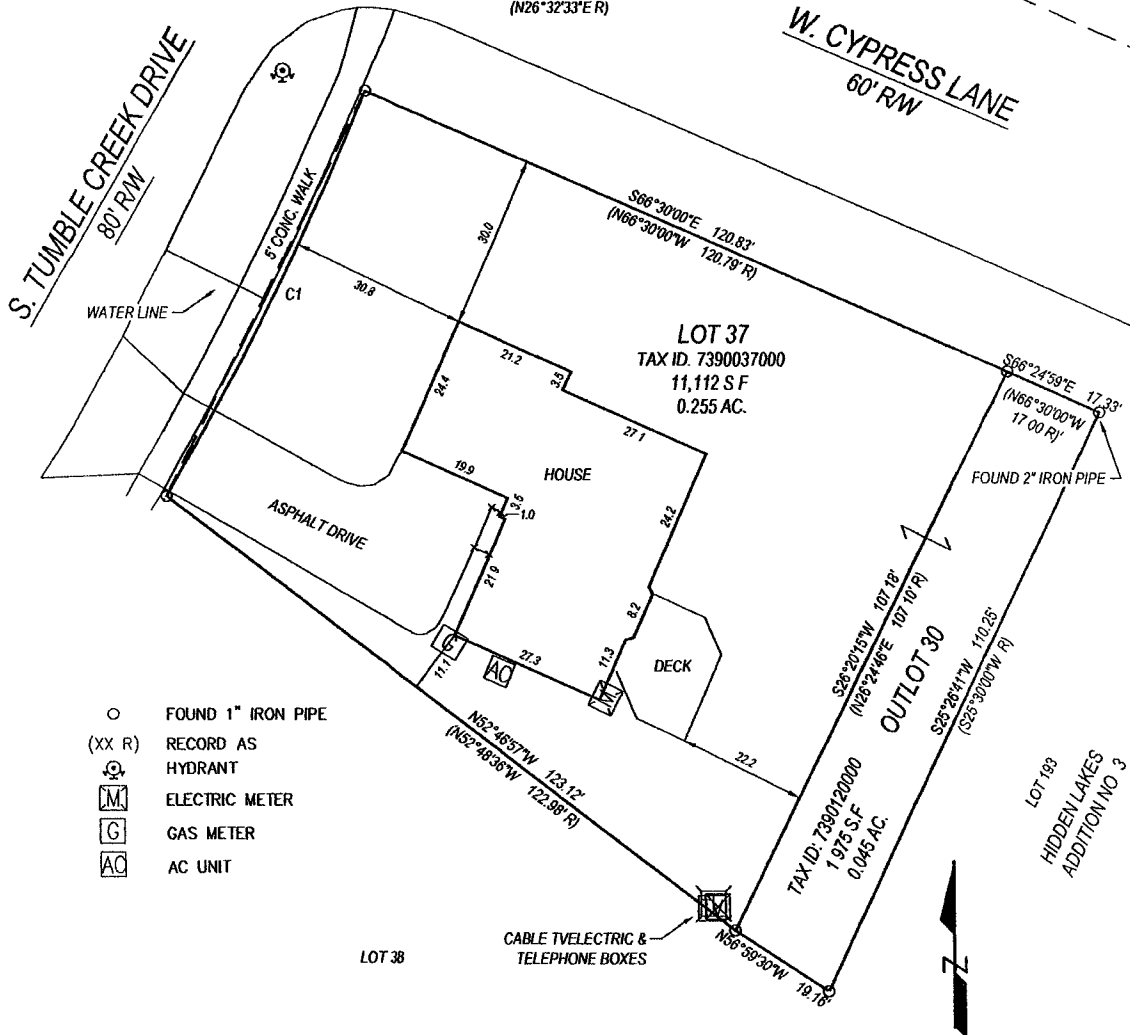 (N26°32'33"E R)
W. CYPRESS LANE
60' R/W
S. TUMBLE CREEK DRIVE
80' R/W
5' CONC. WALK
WATER LINE
C1
30.0
30.8
S66°30'00"E 120.83'
(N66°30'00"W 120.79' R)
LOT 37
TAX ID. 7390037000
11,112 S F
0.255 AC.
S66°24'59"E 17.33'
(N66°30'00"W
17 00 R)'
FOUND 2" IRON PIPE
21.2
3.5
24.4
27 1
HOUSE
19.9
3.5
1.0
24.2
ASPHALT DRIVE
21 9
8.2
11.3
DECK
G
11.1
AC
27.3
M
22.2
S26°20'15"W 107 18'
(N26°24'46"E 107 10' R)
OUTLOT 30
S25°26'41"W 110.25'
(S25°30'00"W R)
TAX ID: 7390120000
1 975 S.F
0.045 AC.
LOT 193
HIDDEN LAKES
ADDITION NO 3
N52°46'57"W 123.12'
(N52°48'36"W 122.98' R)
FOUND 1" IRON PIPE
(XX R) RECORD AS
HYDRANT
M ELECTRIC METER
G GAS METER
AC AC UNIT
CABLE TVELECTRIC &
TELEPHONE BOXES
N56°59'30"W 19.16'
LOT 38
N